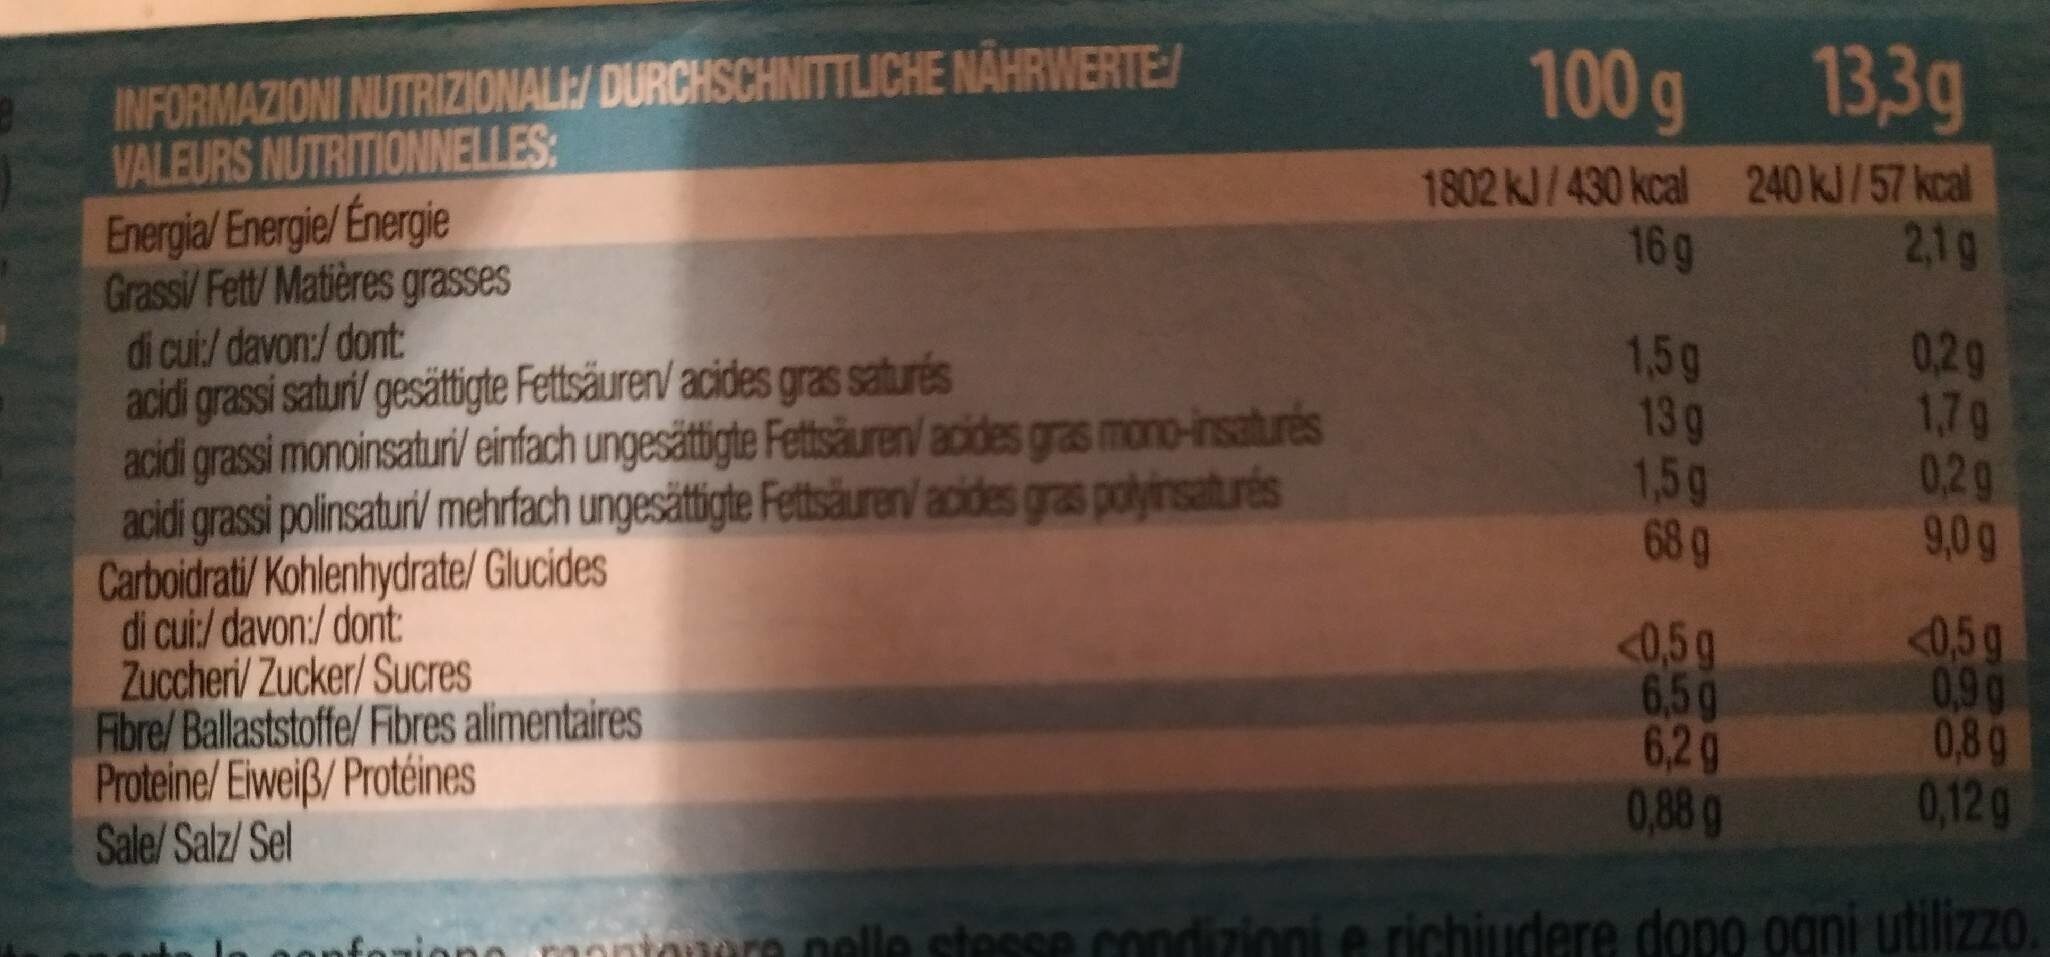 INFORMAZIONI NUTRIZIONALI:/ DURCHSCHNITTLICHE NÄHRWERTE:/ 100 g 13,3g
VALEURS NUTRITIONNELLES:
Energia/ Energie/ Énergie 1802 kJ / 430 kcal 240 kJ / 57 kcal
Grassi/ Fett/ Matières grasses 16 g 2,1 g
di cui:/ davon:/ dont:
acidi grassi saturi/ gesättigte Fettsäuren/ acides gras saturés 1,5 g 0,2 g
acidi grassi monoinsaturi/ einfach ungesättigte Fettsäuren/ acides gras mono-insaturés 13 g 1,7 g
acidi grassi polinsaturi/ mehrfach ungesättigte Fettsäuren/ acides gras polyinsaturés 1,5 g 0,2 g
Carboidrati/ Kohlenhydrate/ Glucides 68 g 9,0 g
di cui:/ davon:/ dont:
Zuccheri/ Zucker/ Sucres <0,5 g <0,5 g
Fibre/ Ballaststoffe/ Fibres alimentaires 6,5 g 0,9 g
Proteine/ Eiweiß/ Protéines 6,2 g 0,8 g
Sale/ Salz/ Sel 0,88 g 0,12 g
la confezione mantenere nelle stesse condizioni e richiudere dopo ogni utilizzo.